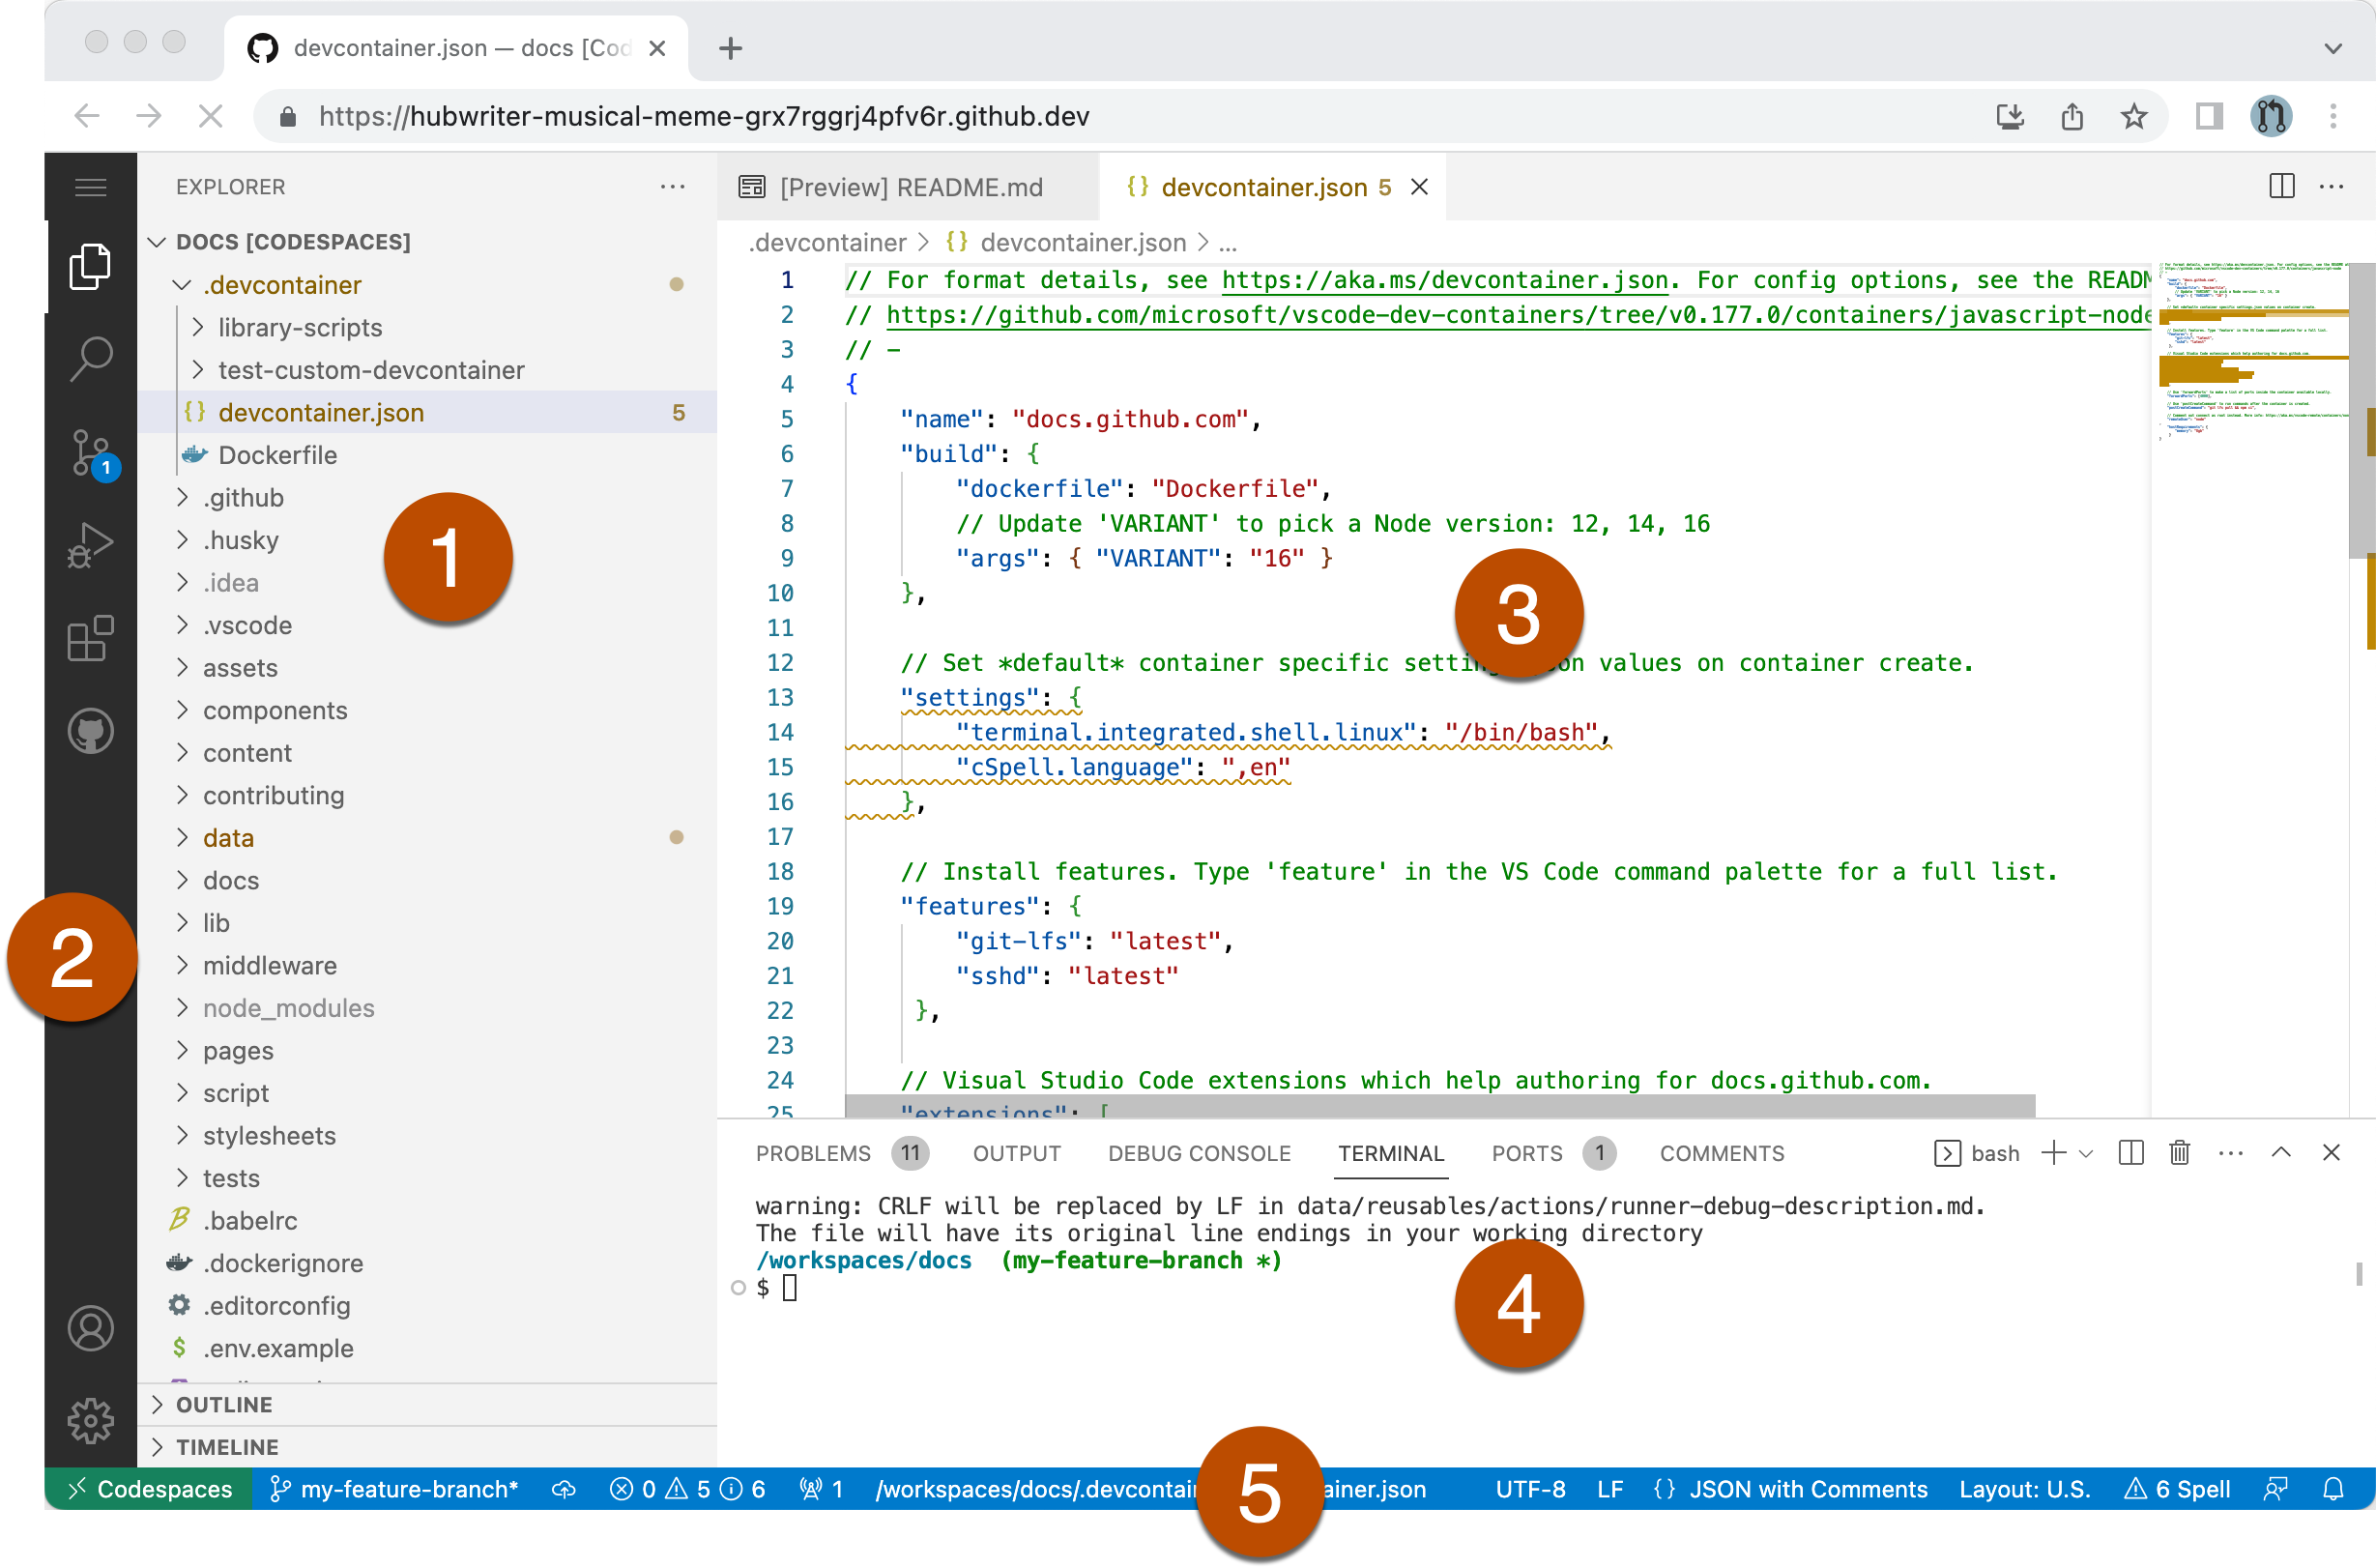 devcontainer.json — docs [Cod
https://hubwriter-musical-meme-grx7rggrj4pfv6r.github.dev
EXPLORER
DOCS [CODESPACES]
.devcontainer
library-scripts
test-custom-devcontainer
devcontainer.json 5
Dockerfile
1
.github
.husky
.idea
.vscode
assets
components
content
contributing
data
docs
lib
middleware
node_modules
pages
script
stylesheets
tests
.babelrc
.dockerignore
.editorconfig
$ .env.example
OUTLINE
TIMELINE
1
2
[Preview] README.md
{} devcontainer.json 5
.devcontainer > {} devcontainer.json > ...
1 // For format details, see https://aka.ms/devcontainer.json. For config options, see the READM
2 // https://github.com/microsoft/vscode-dev-containers/tree/v0.177.0/containers/javascript-node
3 // -
4 {
5 "name": "docs.github.com",
6 "build": {
7 "dockerfile": "Dockerfile",
8 // Update 'VARIANT' to pick a Node version: 12, 14, 16
9 "args": { "VARIANT": "16" }
10 },
11
12 // Set *default* container specific setting on values on container create.
13 "settings": {
14 "terminal.integrated.shell.linux": "/bin/bash",
15 "cSpell.language": ",en"
16 },
17
18 // Install features. Type 'feature' in the VS Code command palette for a full list.
19 "features": {
20 "git-lfs": "latest",
21 "sshd": "latest"
22 },
23
24 // Visual Studio Code extensions which help authoring for docs.github.com.
25 "extensions": [
3
PROBLEMS 11 OUTPUT DEBUG CONSOLE TERMINAL PORTS 1 COMMENTS bash
warning: CRLF will be replaced by LF in data/reusables/actions/runner-debug-description.md.
The file will have its original line endings in your working directory
/workspaces/docs (my-feature-branch *)
$
4
Codespaces my-feature-branch* 0 5 6 1 /workspaces/docs/.devcontai ainer.json UTF-8 LF {} JSON with Comments Layout: U.S. 6 Spell
5